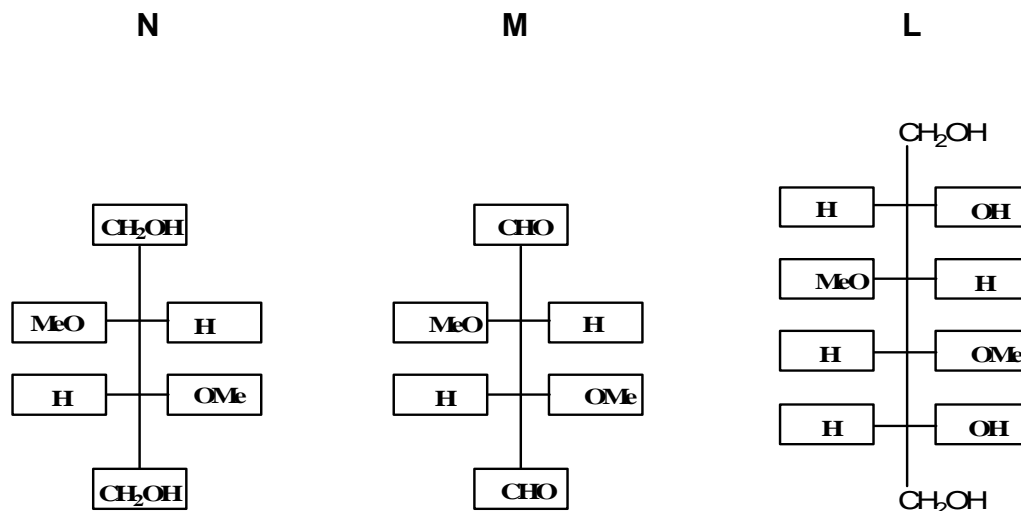 N M L
CH₂OH
H OH
CH₂OH CHO
MeO H
MeO H MeO H
H OMe
H OMe H OMe
H OH
CH₂OH CHO CH₂OH